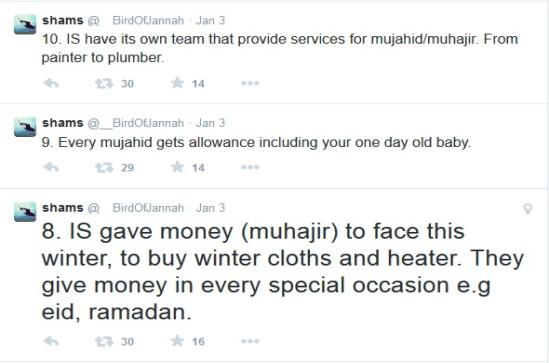 shams @ BirdOfJannah · Jan 3
10. IS have its own team that provide services for mujahid/muhajir. From
painter to plumber.
30 14
shams @__BirdOfJannah · Jan 3
9. Every mujahid gets allowance including your one day old baby.
29 14
shams @ BirdOfJannah · Jan 3
8. IS gave money (muhajir) to face this
winter, to buy winter cloths and heater. They
give money in every special occasion e.g
eid, ramadan.
30 16